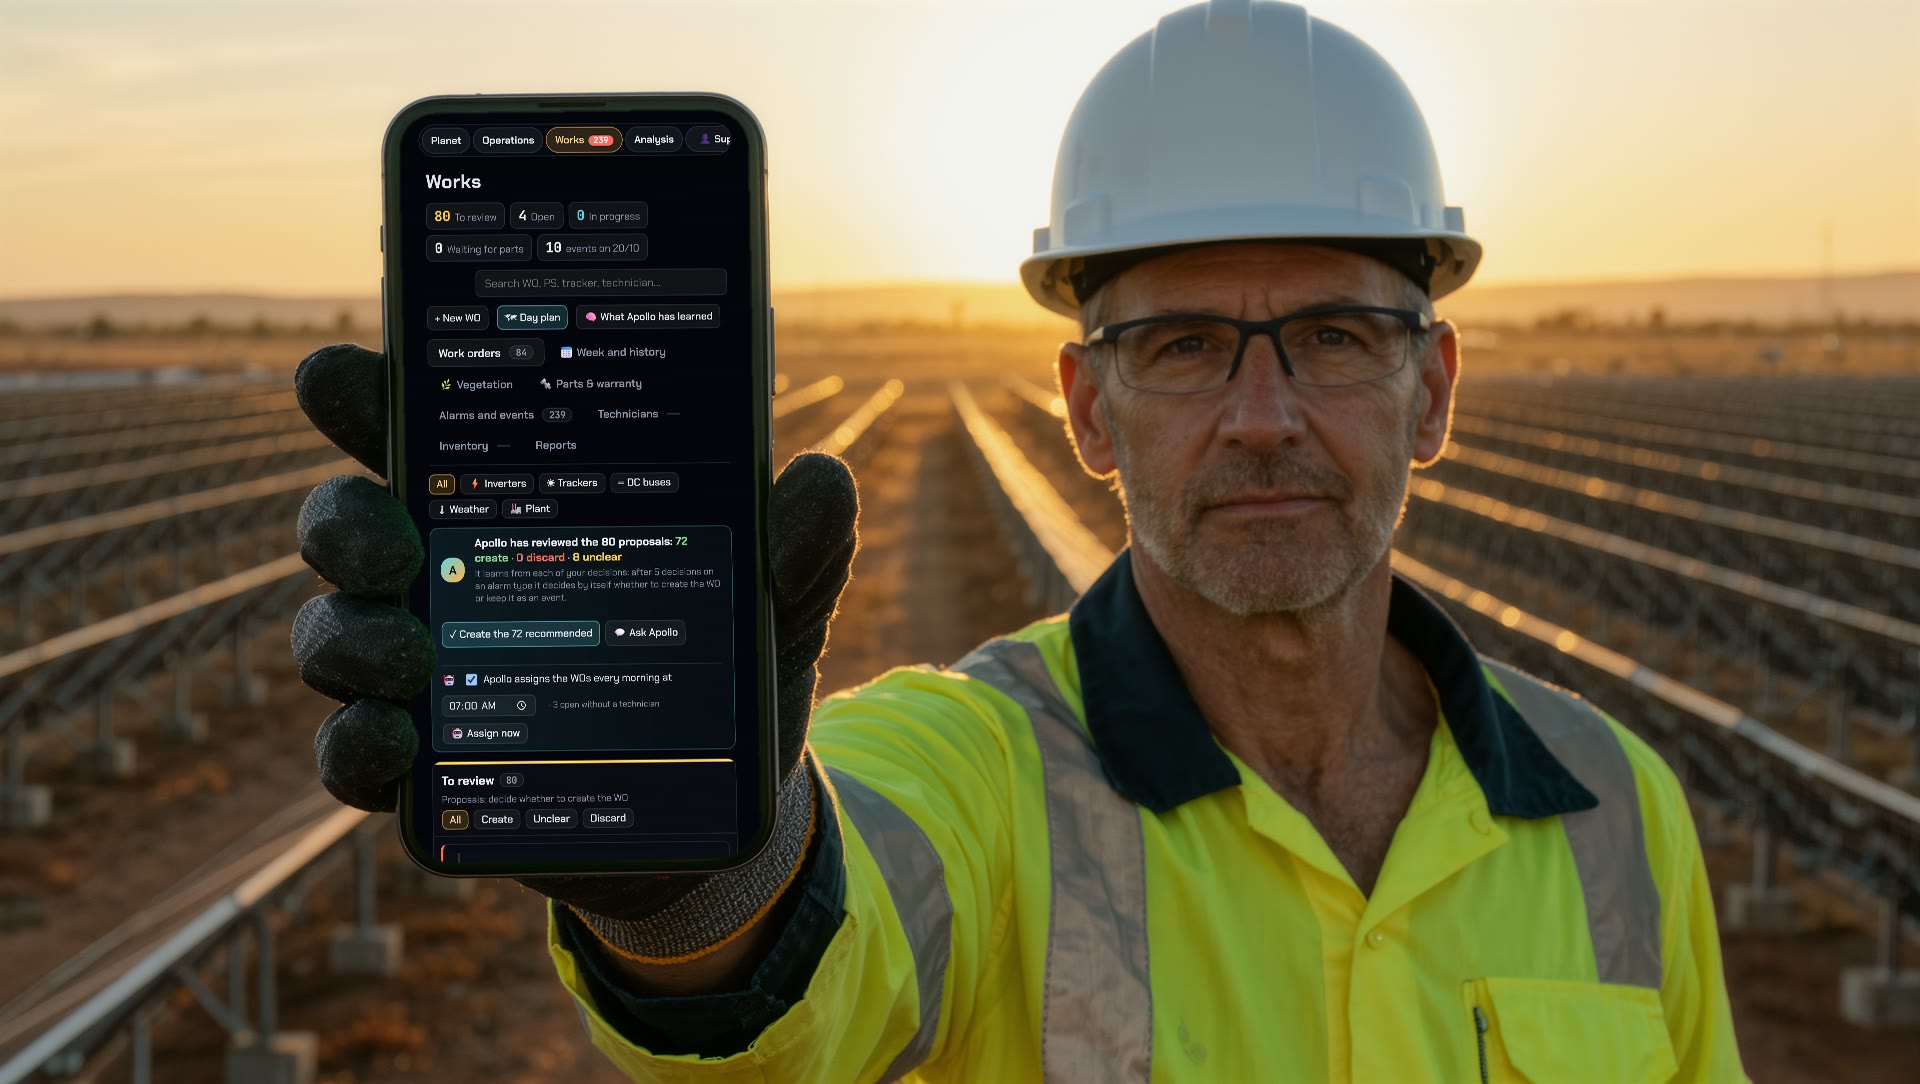 Planet Operations Works 239 Analysis Sup
Works
80 To review 4 Open 0 In progress
0 Waiting for parts 10 events on 20/10
Search WO, PS, tracker, technician...
+ New WO Day plan What Apollo has learned
Work orders 84 Week and history
Vegetation Parts & warranty
Alarms and events 239 Technicians —
Inventory — Reports
All Inverters Trackers DC buses
Weather Plant
Apollo has reviewed the 80 proposals: 72
create · 0 discard · 8 unclear
A
It learns from each of your decisions: after 5 decisions on
an alarm type it decides by itself whether to create the WO
or keep it as an event.
✓ Create the 72 recommended Ask Apollo
Apollo assigns the WOs every morning at
07:00 AM · 3 open without a technician
Assign now
To review 80
Proposals: decide whether to create the WO
All Create Unclear Discard